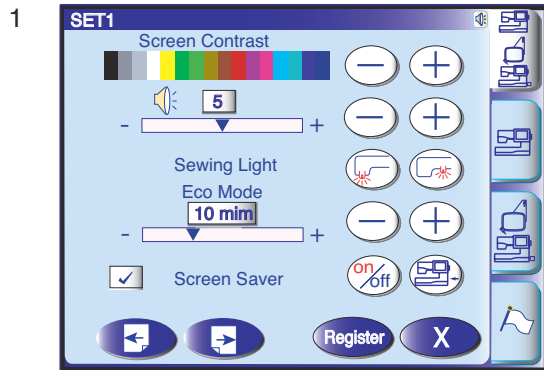 1
SET1
Screen Contrast
5
- +
Sewing Light
Eco Mode
10 mim
- +
✓ Screen Saver
on/off
Register X